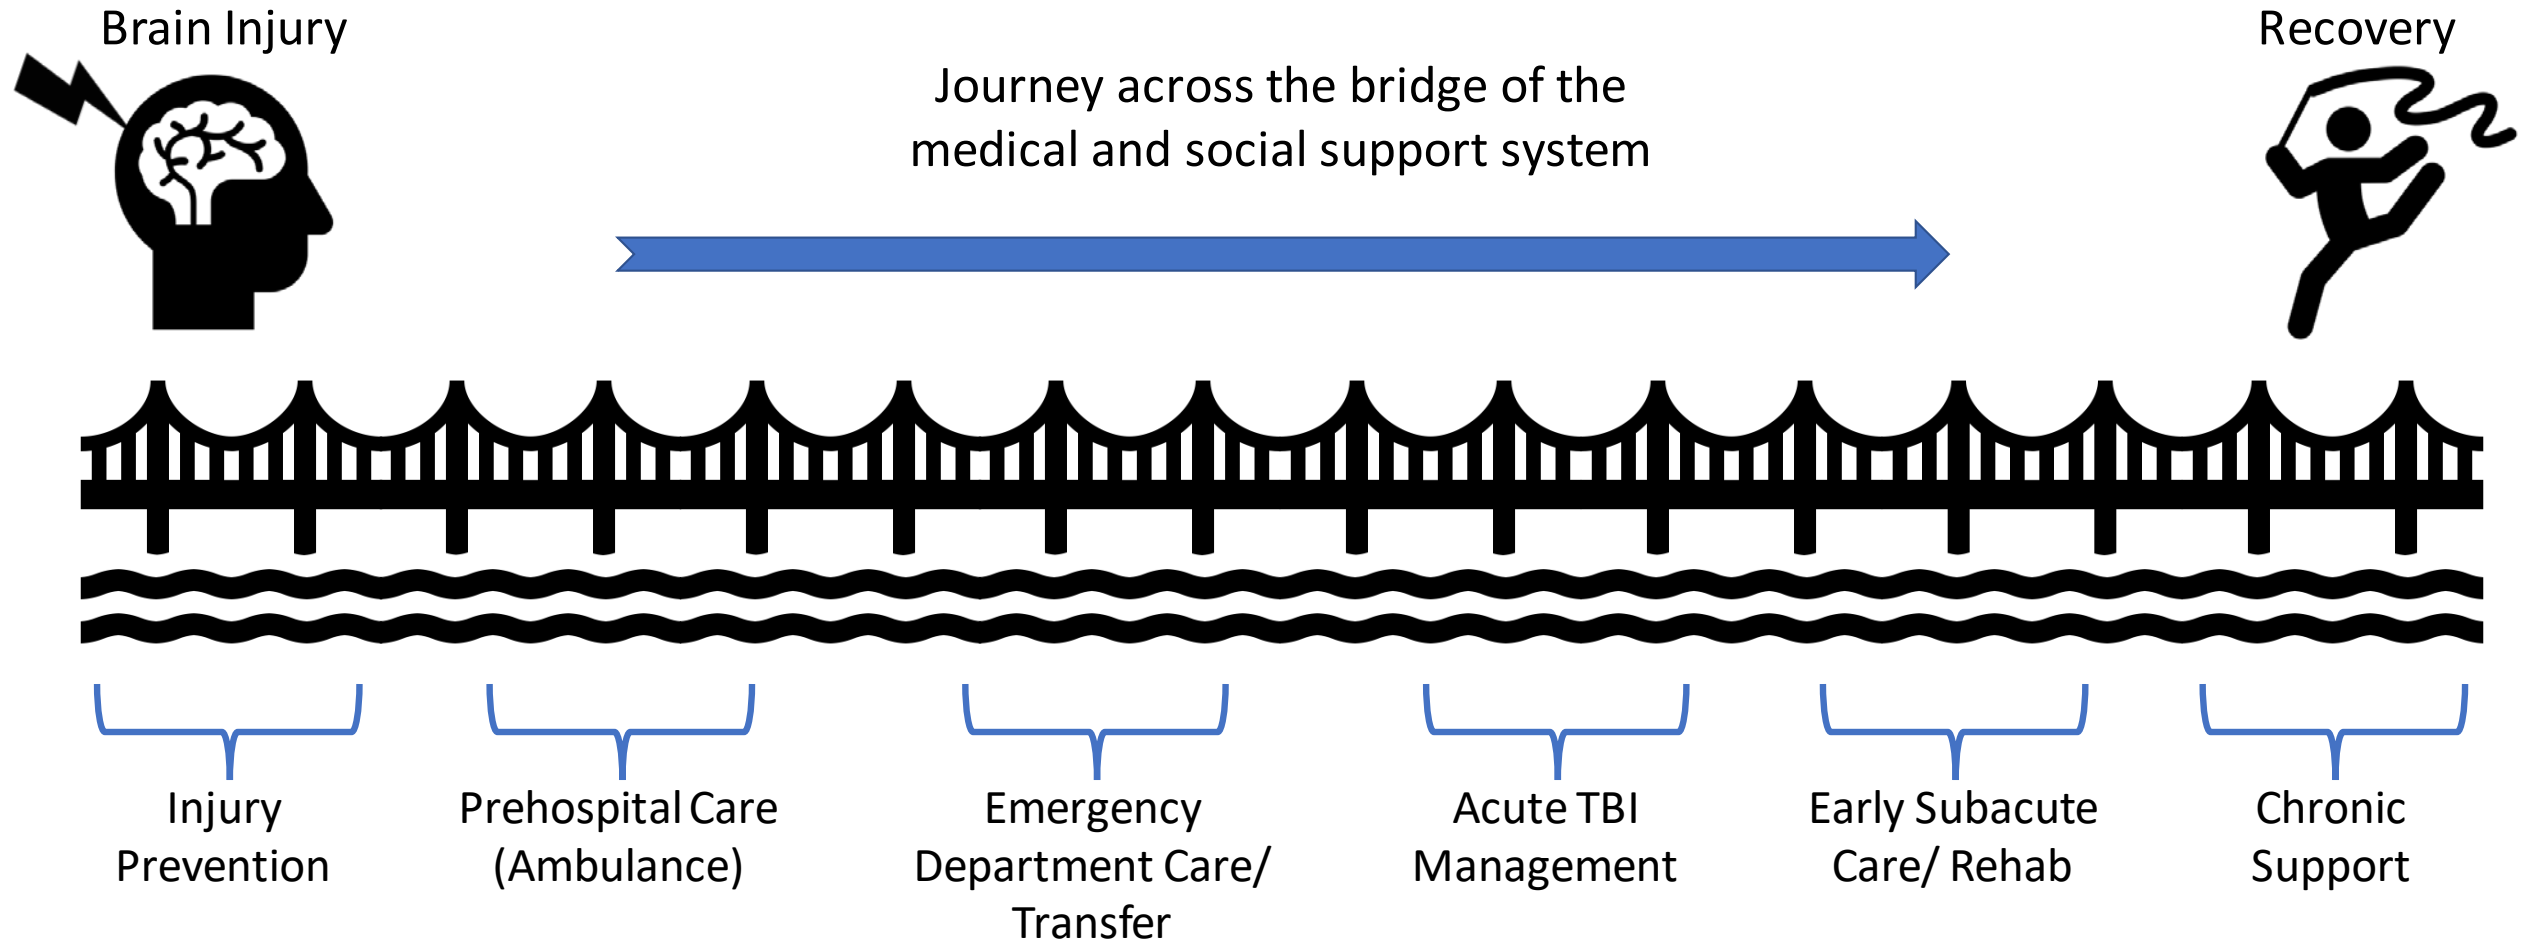 Brain Injury
Recovery
Journey across the bridge of the
medical and social support system
Injury
Prevention
Prehospital Care
(Ambulance)
Emergency
Department Care/
Transfer
Acute TBI
Management
Early Subacute
Care/ Rehab
Chronic
Support